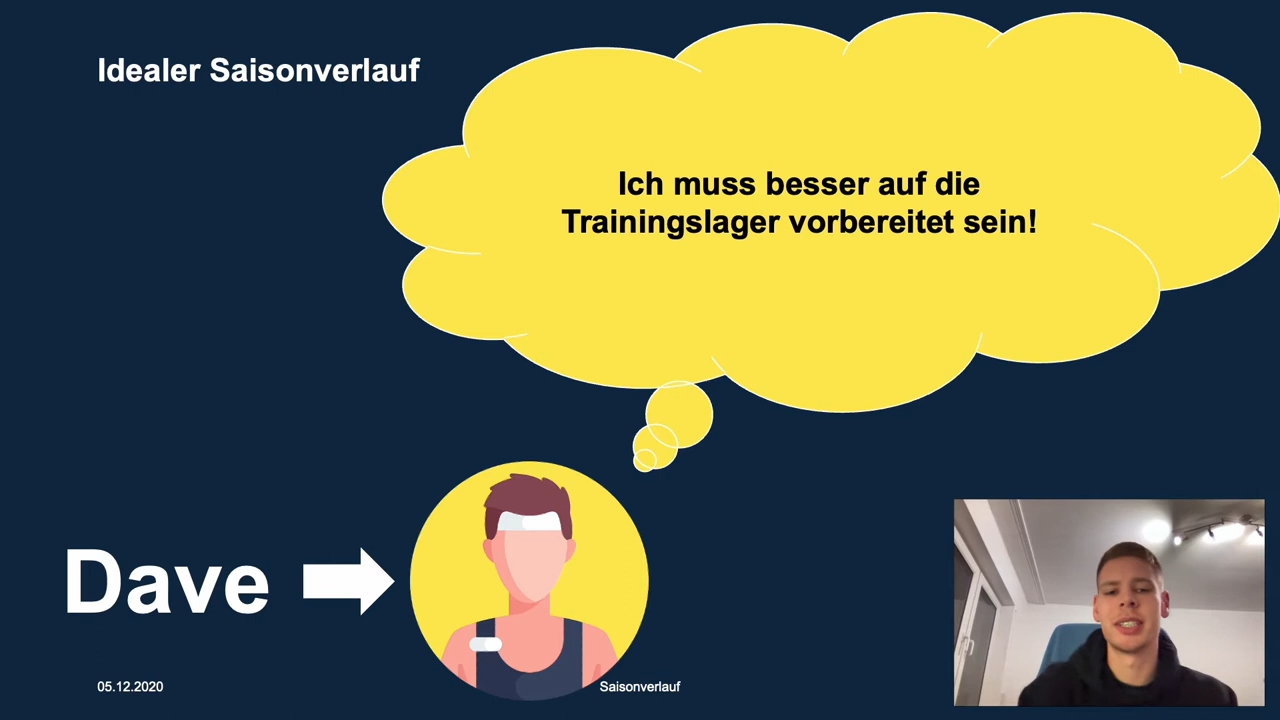 Idealer Saisonverlauf
Ich muss besser auf die
Trainingslager vorbereitet sein!
Dave
05.12.2020
Saisonverlauf